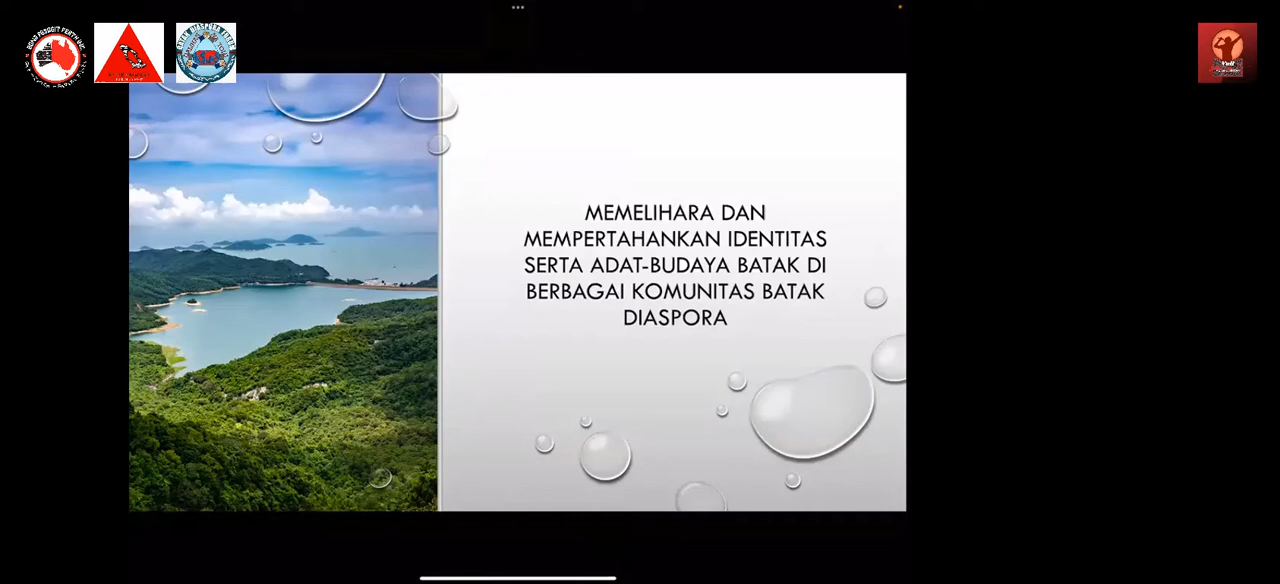 MEMELIHARA DAN
MEMPERTAHANKAN IDENTITAS
SERTA ADAT-BUDAYA BATAK DI
BERBAGAI KOMUNITAS BATAK
DIASPORA